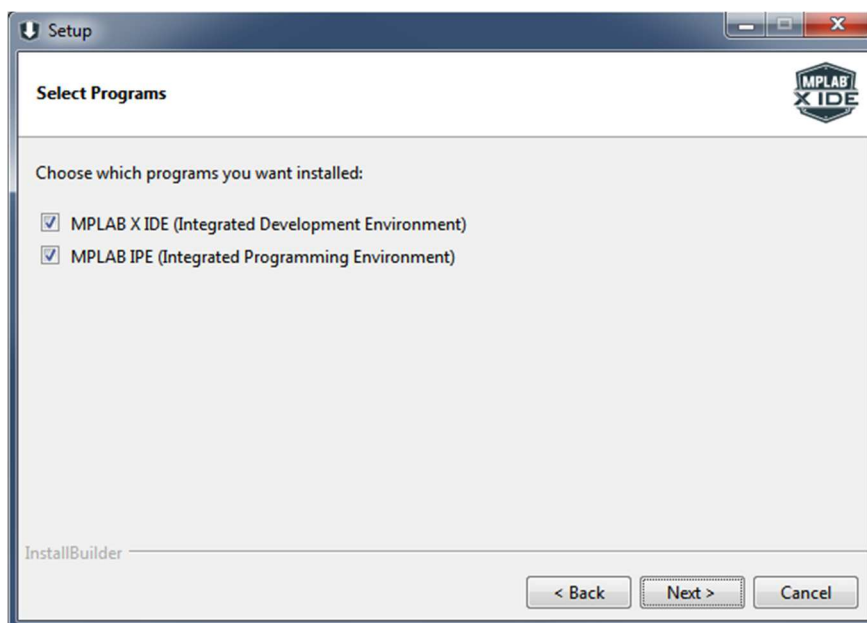 Setup
Select Programs
MPLAB
X IDE
Choose which programs you want installed:
MPLAB X IDE (Integrated Development Environment)
MPLAB IPE (Integrated Programming Environment)
InstallBuilder
< Back Next > Cancel